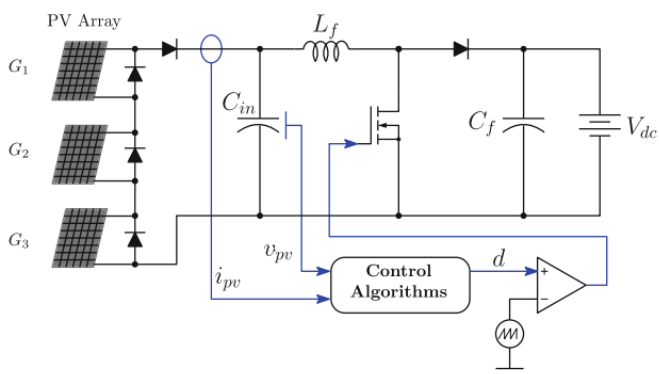 PV Array
G1
G2
G3
Lf
Cin
Cf
Vdc
vpv
ipv
Control
Algorithms
d
+
−